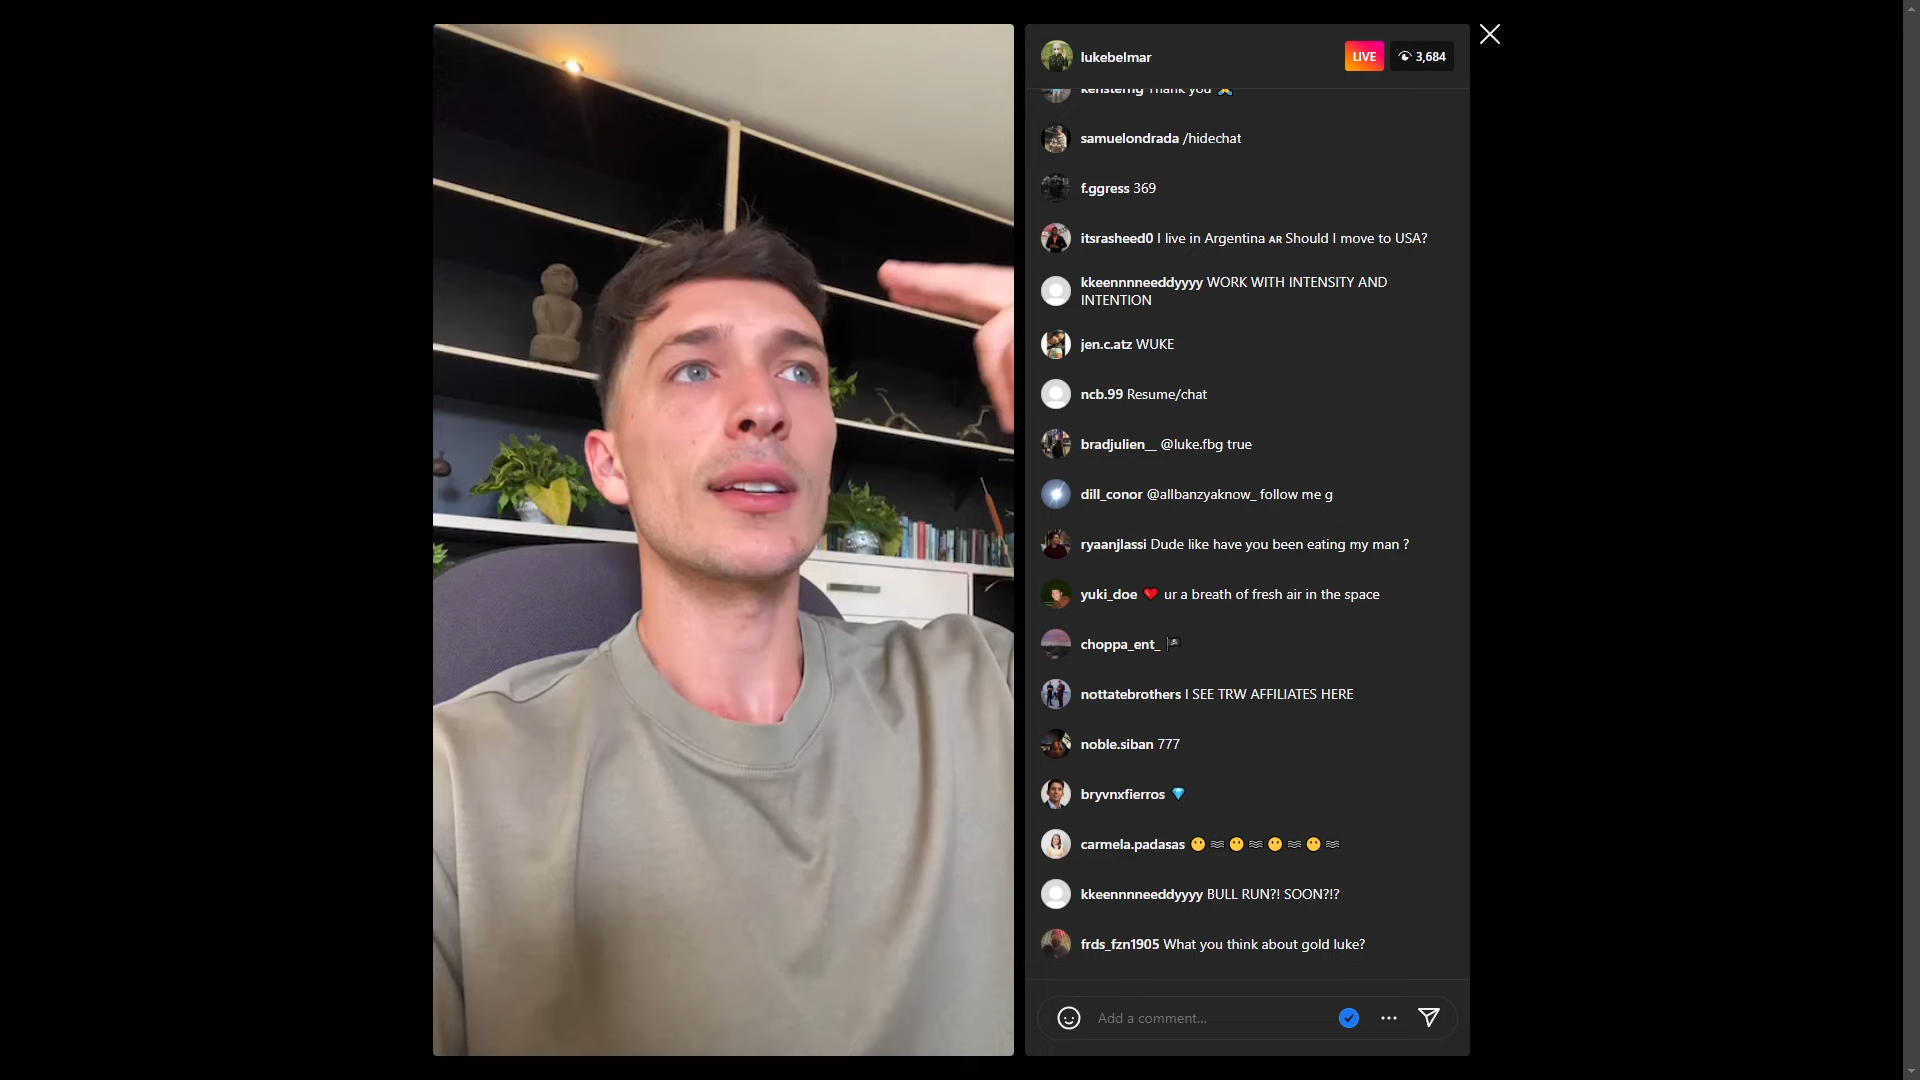 lukebelmar
LIVE
3,684
kensterng Thank you
samuelondrada /hidechat
f.ggress 369
itsrasheed0 I live in Argentina AR Should I move to USA?
kkeennnneeddyyyy WORK WITH INTENSITY AND
INTENTION
jen.c.atz WUKE
ncb.99 Resume/chat
bradjulien__ @luke.fbg true
dill_conor @allbanzyaknow_ follow me g
ryaanjlassi Dude like have you been eating my man ?
yuki_doe ❤️ ur a breath of fresh air in the space
choppa_ent_ 🏴‍☠️
nottatebrothers I SEE TRW AFFILIATES HERE
noble.siban 777
bryvnxfierros 💎
carmela.padasas 😶🌫😶🌫😶🌫😶🌫
kkeennnneeddyyyy BULL RUN?! SOON?!?
frds_fzn1905 What you think about gold luke?
Add a comment...